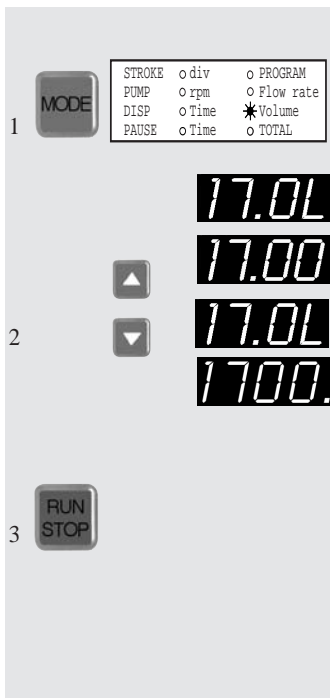 1
MODE
STROKE div PROGRAM
PUMP rpm Flow rate
DISP Time Volume
PAUSE Time TOTAL
17.0L
17.00
2
17.0L
1700.
3
RUN
STOP